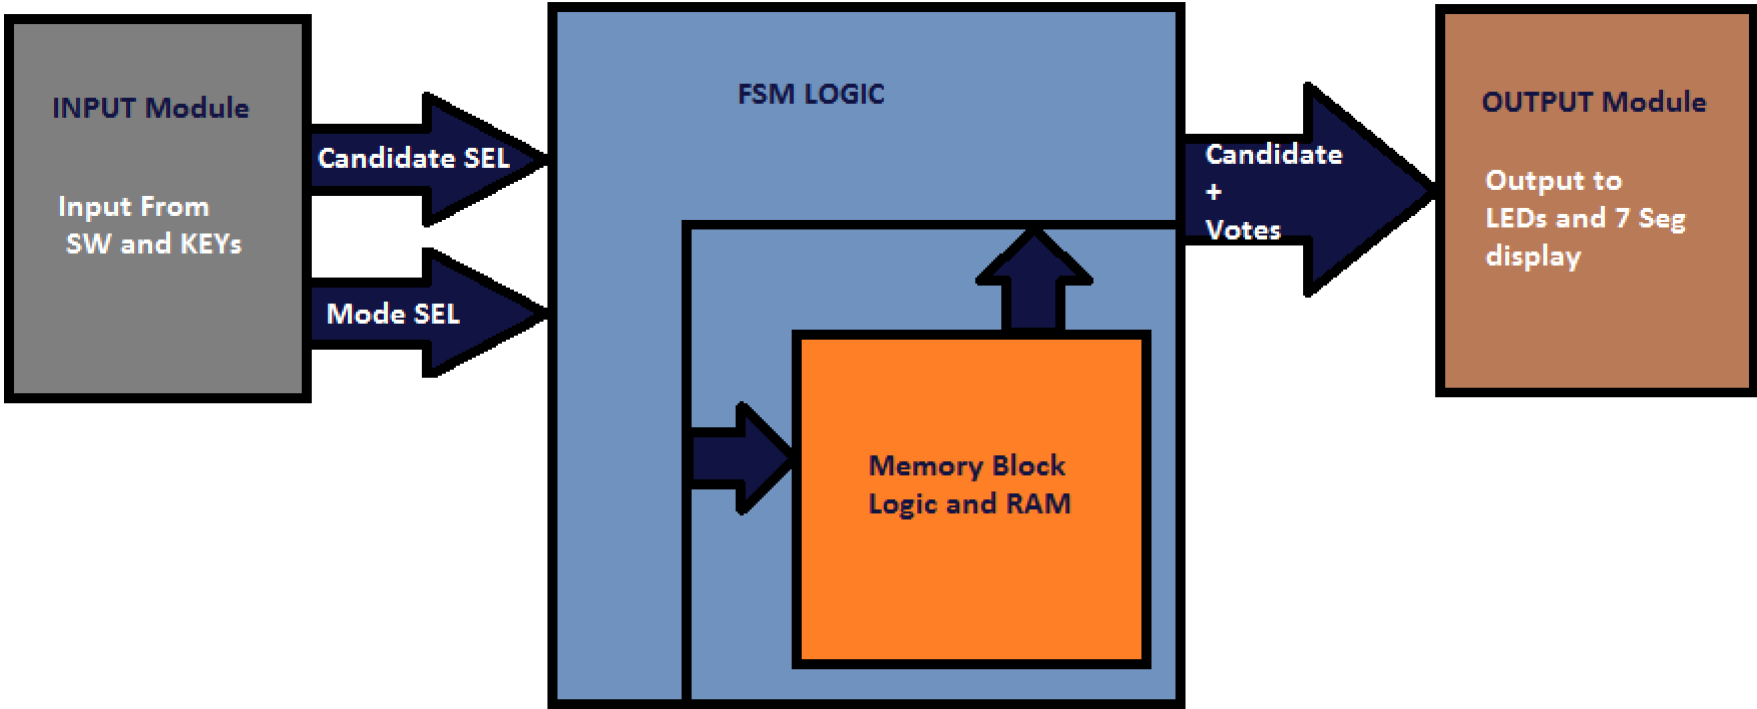 INPUT Module
Input From
SW and KEYs
Candidate SEL
Mode SEL
FSM LOGIC
Memory Block
Logic and RAM
Candidate
+
Votes
OUTPUT Module
Output to
LEDs and 7 Seg
display